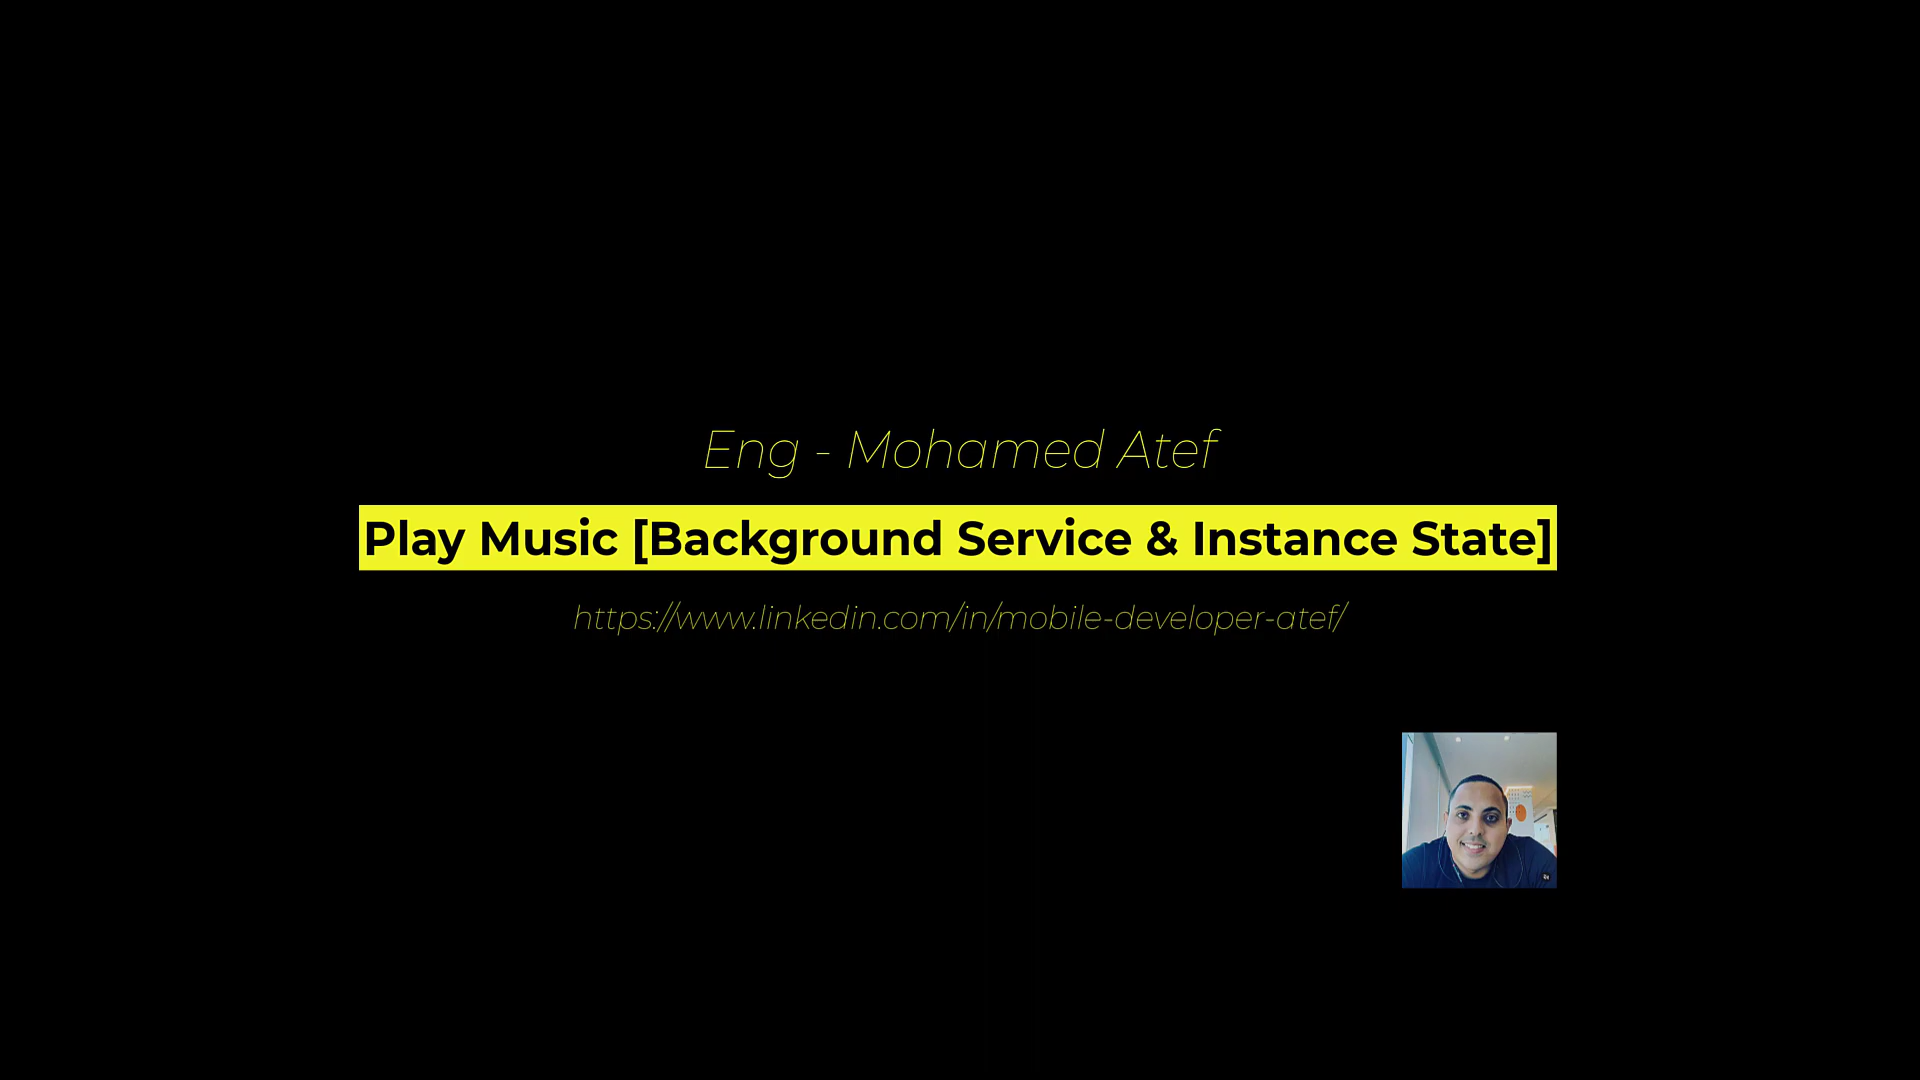 Eng - Mohamed Atef
Play Music [Background Service & Instance State]
https://www.linkedin.com/in/mobile-developer-atef/